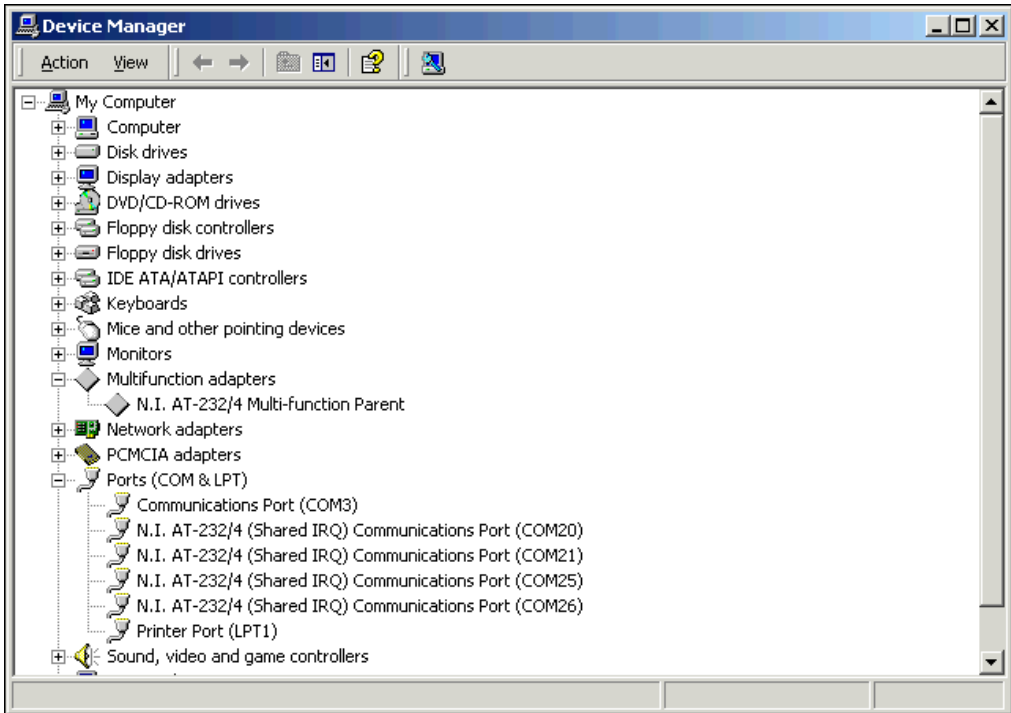 Device Manager
Action View
My Computer
Computer
Disk drives
Display adapters
DVD/CD-ROM drives
Floppy disk controllers
Floppy disk drives
IDE ATA/ATAPI controllers
Keyboards
Mice and other pointing devices
Monitors
Multifunction adapters
N.I. AT-232/4 Multi-function Parent
Network adapters
PCMCIA adapters
Ports (COM & LPT)
Communications Port (COM3)
N.I. AT-232/4 (Shared IRQ) Communications Port (COM20)
N.I. AT-232/4 (Shared IRQ) Communications Port (COM21)
N.I. AT-232/4 (Shared IRQ) Communications Port (COM25)
N.I. AT-232/4 (Shared IRQ) Communications Port (COM26)
Printer Port (LPT1)
Sound, video and game controllers